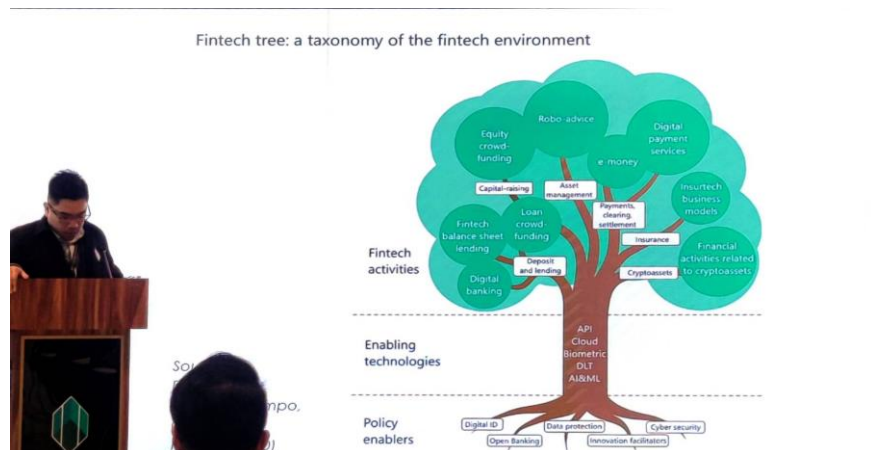 Fintech tree: a taxonomy of the fintech environment
Robo-advice
Equity
crowd-
funding
Digital
payment
services
e money
Capital-raising
Asset
management
Insurtech
business
models
Loan
crowd-
funding
Payments,
clearing,
settlement
Fintech
balance sheet
lending
Insurance
Financial
activities related
to cryptoassets
Fintech
activities
Deposit
and lending
Cryptoassets
Digital
banking
API
Cloud
Biometric
DLT
AI&ML
Enabling
technologies
Policy
enablers
Digital ID
Data protection
Cyber security
Open Banking
Innovation facilitators